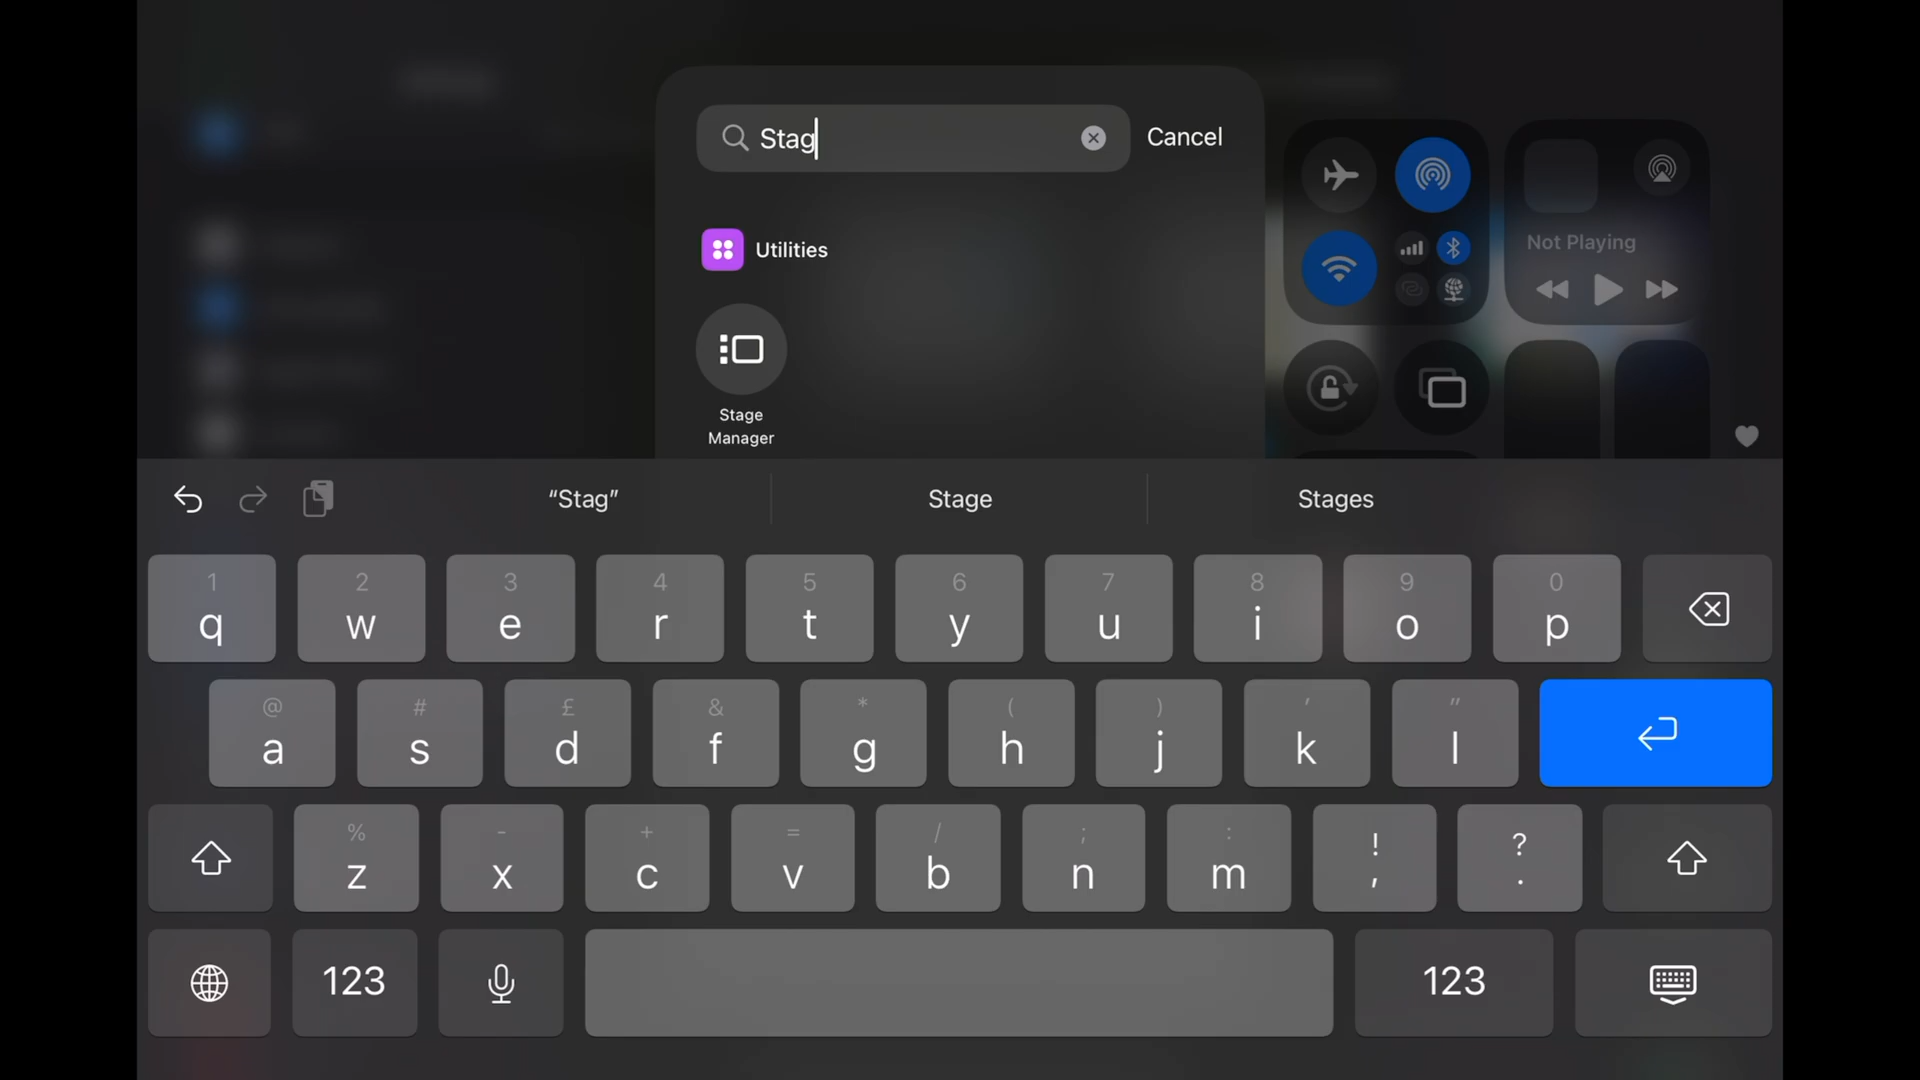 Stag
Cancel
Utilities
Stage
Manager
Not Playing
“Stag”
Stage
Stages
1 2 3 4 5 6 7 8 9 0
q w e r t y u i o p
@ # £ & * ( ) ' "
a s d f g h j k l
% - + = / ; : ! ?
z x c v b n m , .
123
123